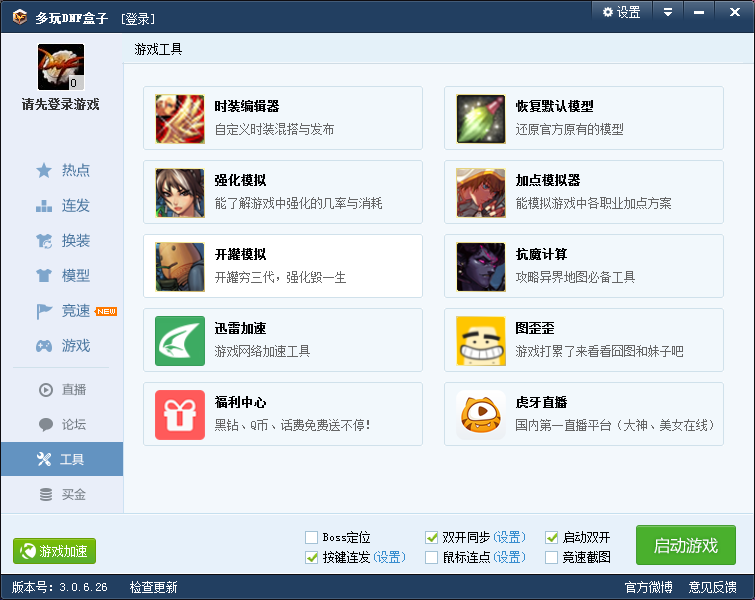 多玩DNF盒子 [登录]
设置
0
请先登录游戏
热点
连发
换装
模型
竞速 NEW
游戏
直播
论坛
工具
买金
游戏工具
时装编辑器
自定义时装混搭与发布
恢复默认模型
还原官方原有的模型
强化模拟
能了解游戏中强化的几率与消耗
加点模拟器
能模拟游戏中各职业加点方案
开罐模拟
开罐穷三代，强化毁一生
抗魔计算
攻略异界地图必备工具
迅雷加速
游戏网络加速工具
图歪歪
游戏打累了来看看囧图和妹子吧
福利中心
黑钻、Q币、话费免费送不停！
虎牙直播
国内第一直播平台（大神、美女在线）
游戏加速
Boss定位
双开同步(设置)
启动双开
按键连发(设置)
鼠标连点(设置)
竞速截图
启动游戏
版本号：3.0.6.26 检查更新
官方微博 意见反馈